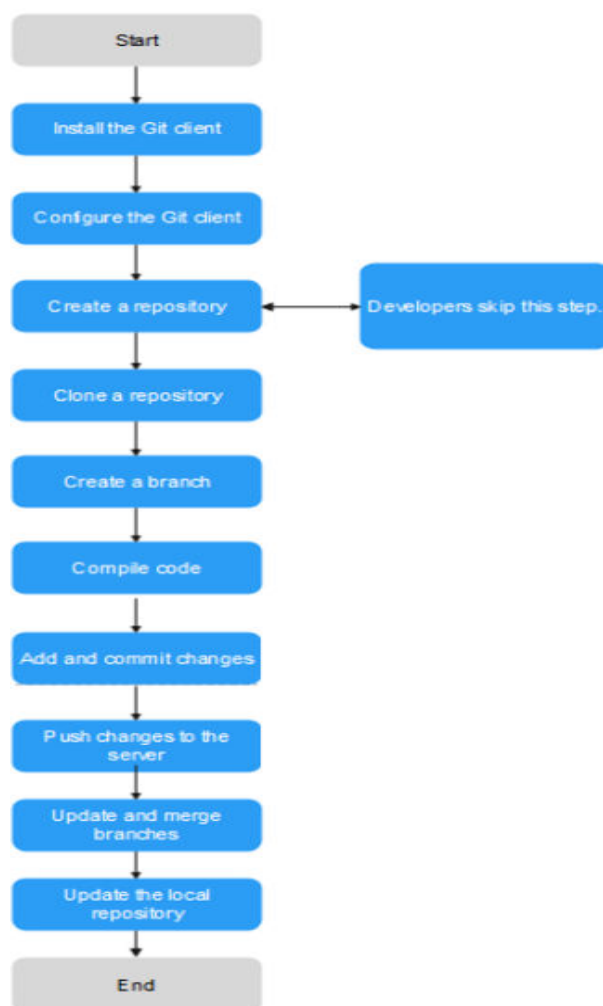 Start
Install the Git client
Configure the Git client
Create a repository
Developers skip this step.
Clone a repository
Create a branch
Compile code
Add and commit changes
Push changes to the
server
Update and merge
branches
Update the local
repository
End